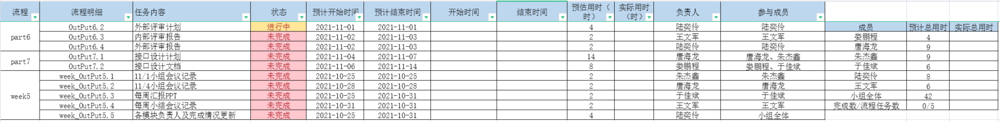 流程 流程明细 任务内容 状态 预计开始时间 预计结束时间 开始时间 结束时间 预估用时(时) 实际用时(时) 负责人 参与成员
part6 OutPut6.2 外部评审计划 进行中 2021-11-01 2021-11-01 4 陆奕伶 陆奕伶 成员 预计总用时 实际总用时
OutPut6.3 内部评审报告 未完成 2021-11-02 2021-11-03 2 王文军 王文军 娄鹏程 4
OutPut6.4 外部评审报告 未完成 2021-11-02 2021-11-03 2 陆奕伶 陆奕伶 唐海龙 9
part7 OutPut7.1 接口设计计划 未完成 2021-11-04 2021-11-07 14 唐海龙 唐海龙、朱杰鑫 朱杰鑫 9
OutPut7.2 接口设计文档 未完成 2021-11-06 2021-11-14 8 娄鹏程 娄鹏程、于佳斌 于佳斌 6
week5 week_OutPut5.1 11/1小组会议记录 未完成 2021-10-25 2021-10-25 2 朱杰鑫 朱杰鑫 陆奕伶 8
week_OutPut5.2 11/4小组会议记录 未完成 2021-10-28 2021-10-28 2 唐海龙 唐海龙 王文军 6
week_OutPut5.3 每周汇报PPT 未完成 2021-10-25 2021-10-31 2 于佳斌 于佳斌 小组全体 42
week_OutPut5.4 每周小结会议记录 未完成 2021-10-31 2021-10-31 2 王文军 王文军 完成数/流程任务数 0/5
week_OutPut5.5 各模块负责人及完成情况更新 未完成 2021-10-25 2021-10-31 4 陆奕伶 小组全体